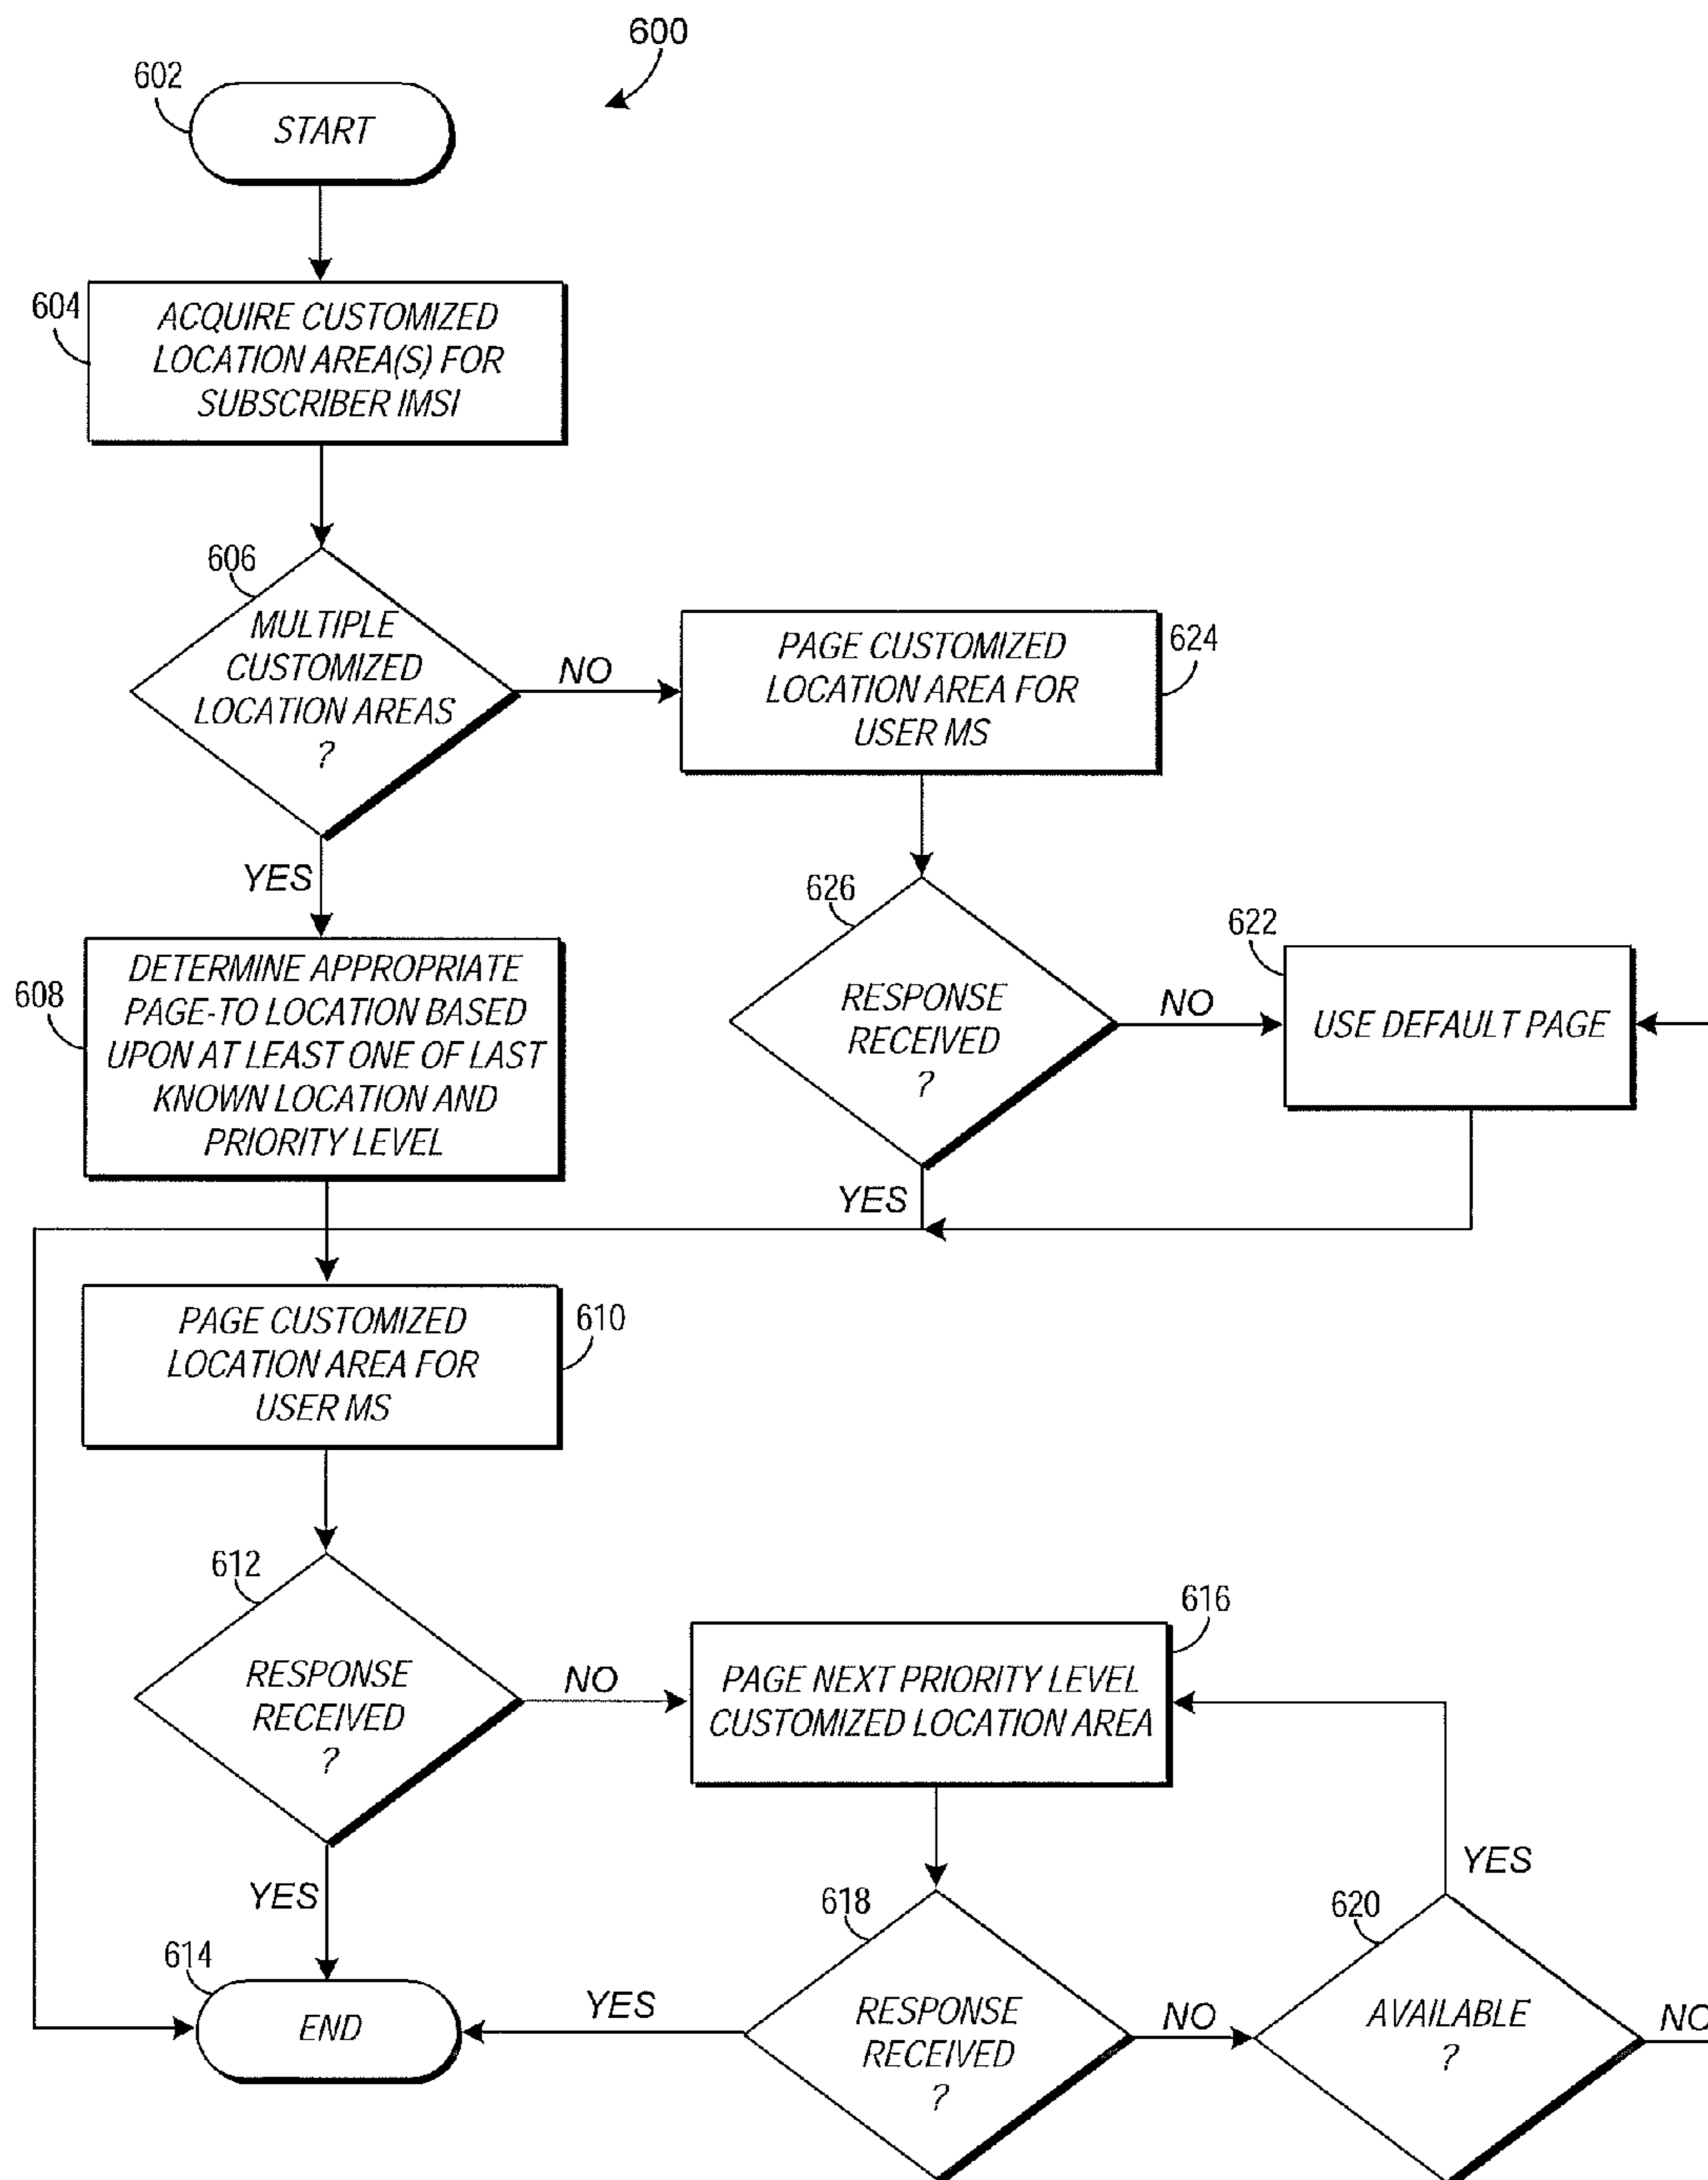 600
602
START
604
ACQUIRE CUSTOMIZED
LOCATION AREA(S) FOR
SUBSCRIBER IMSI
606
MULTIPLE
CUSTOMIZED
LOCATION AREAS
?
NO
PAGE CUSTOMIZED
LOCATION AREA FOR
USER MS
624
YES
626
RESPONSE
RECEIVED
?
NO
622
USE DEFAULT PAGE
608
DETERMINE APPROPRIATE
PAGE-TO LOCATION BASED
UPON AT LEAST ONE OF LAST
KNOWN LOCATION AND
PRIORITY LEVEL
YES
PAGE CUSTOMIZED
LOCATION AREA FOR
USER MS
610
612
RESPONSE
RECEIVED
?
NO
616
PAGE NEXT PRIORITY LEVEL
CUSTOMIZED LOCATION AREA
YES
614
END
YES
618
RESPONSE
RECEIVED
?
NO
620
AVAILABLE
?
YES
NO